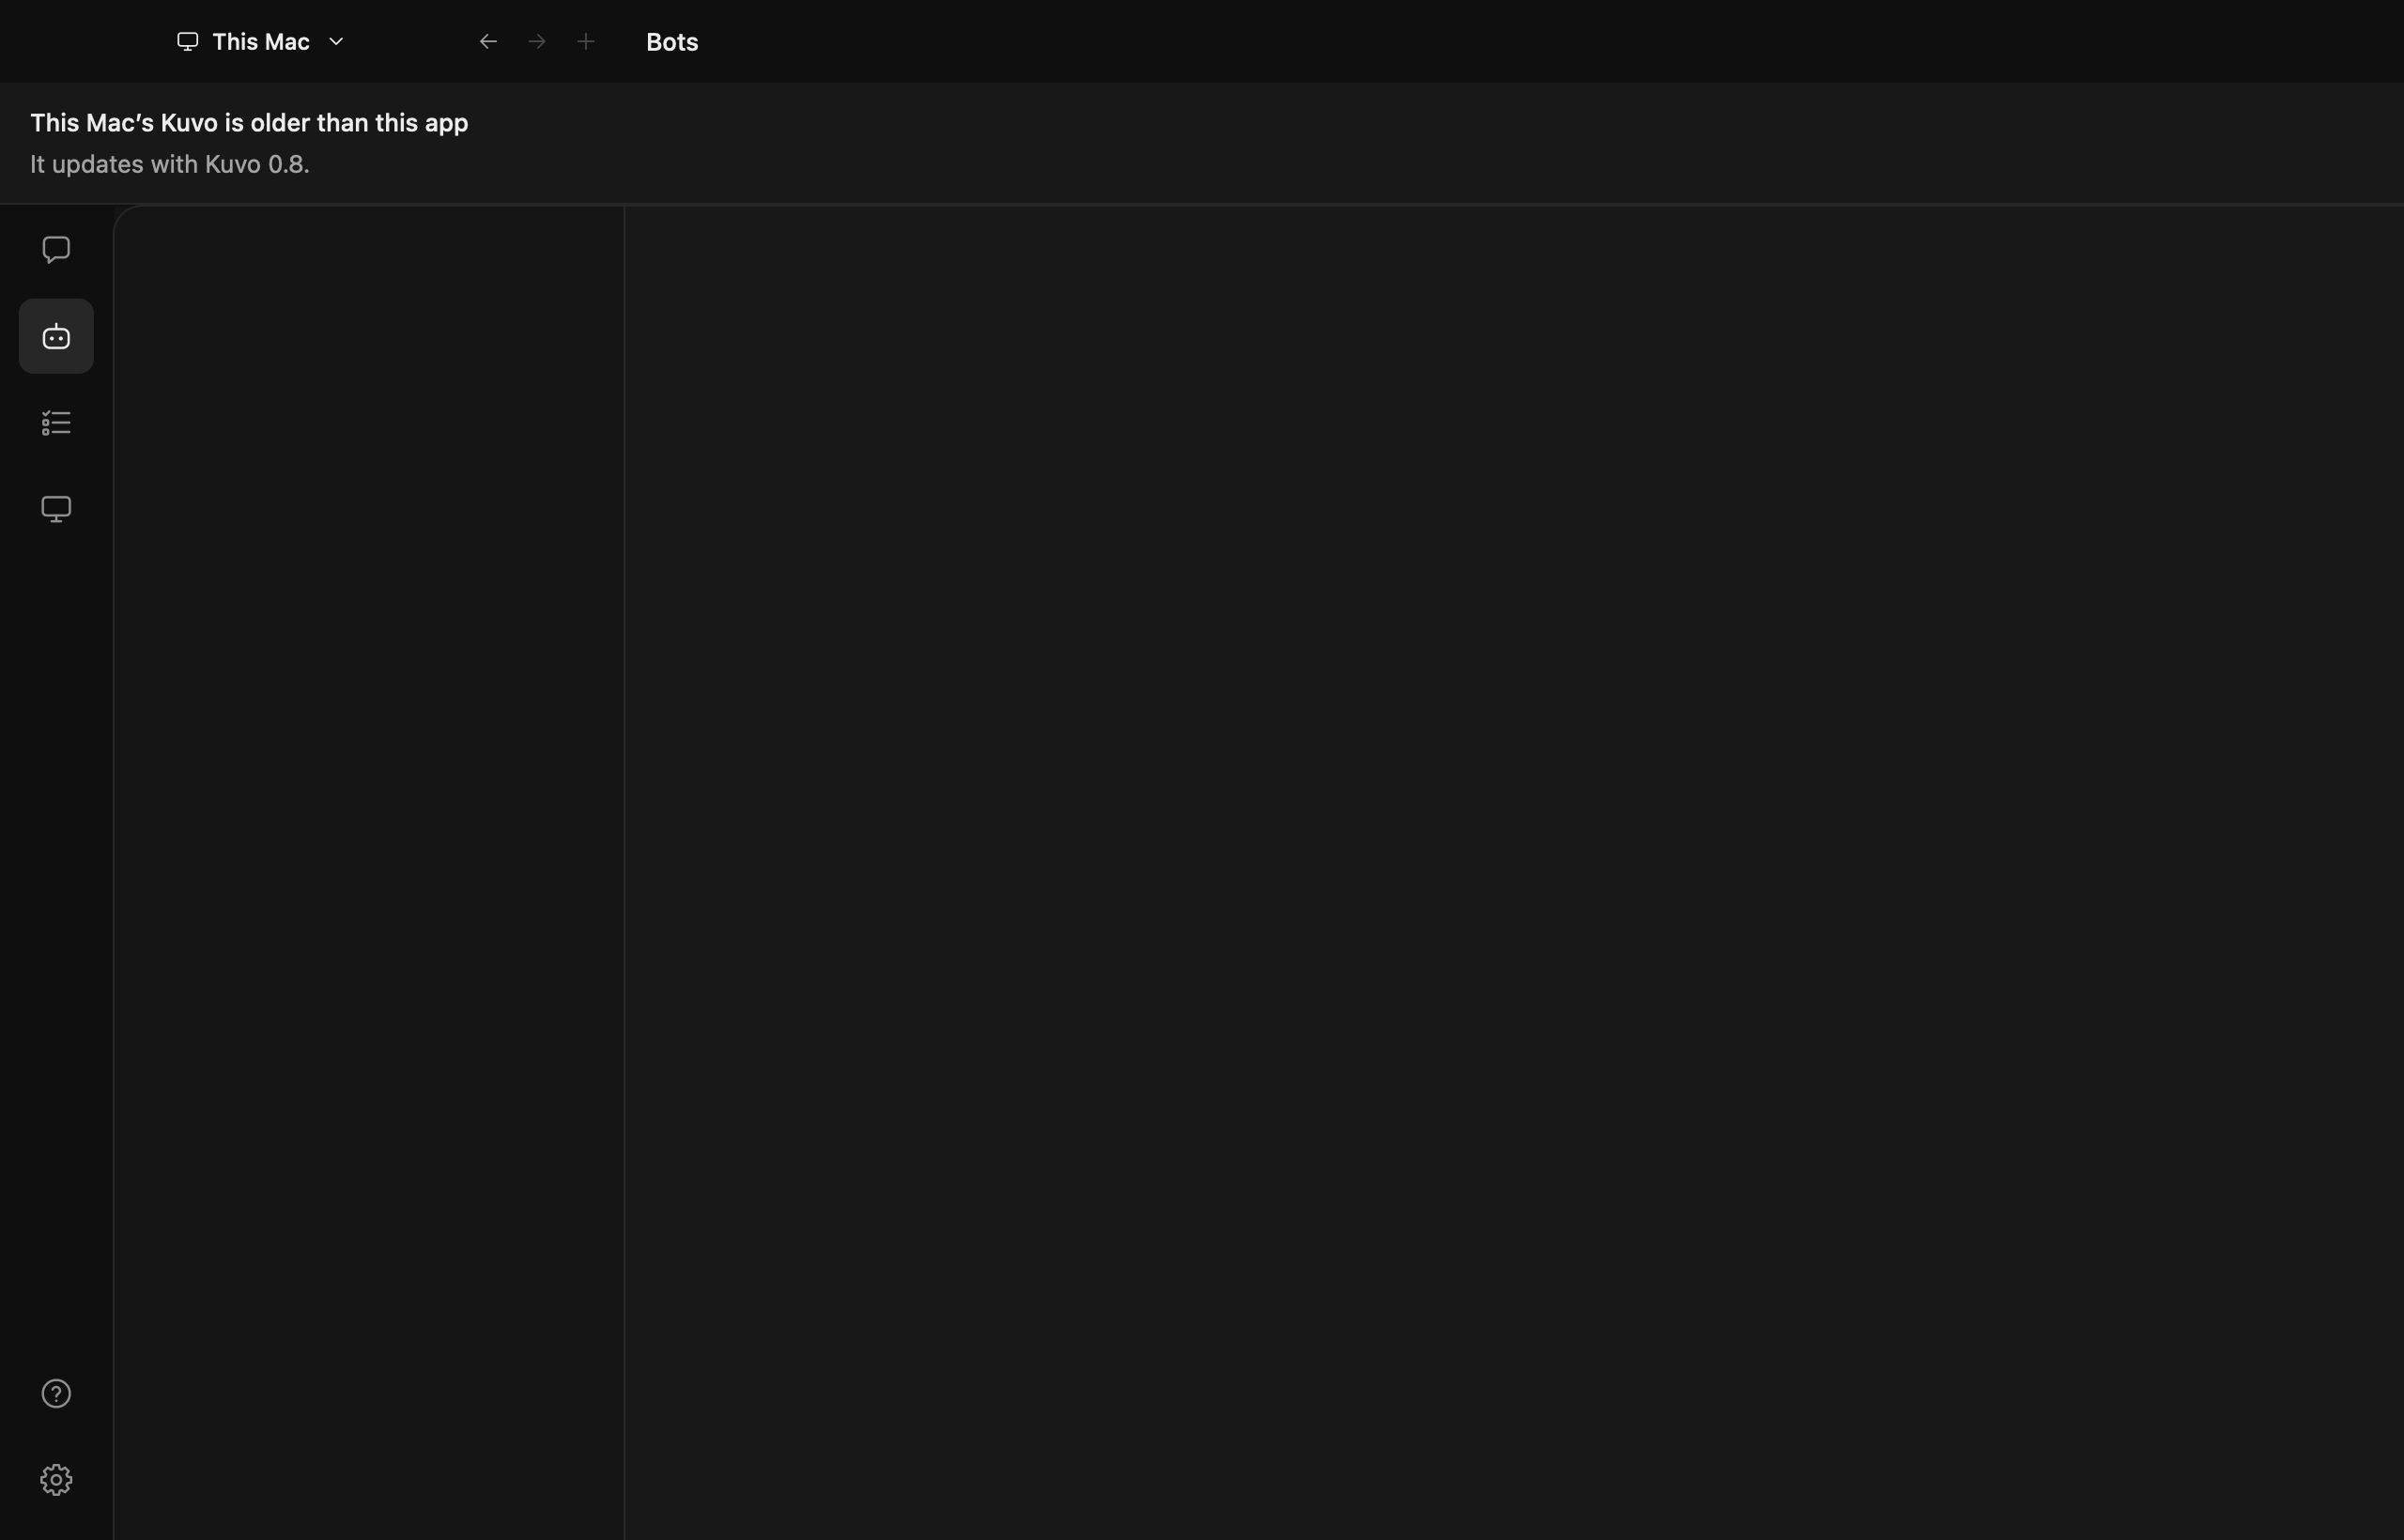 This Mac
Bots
This Mac’s Kuvo is older than this app
It updates with Kuvo 0.8.